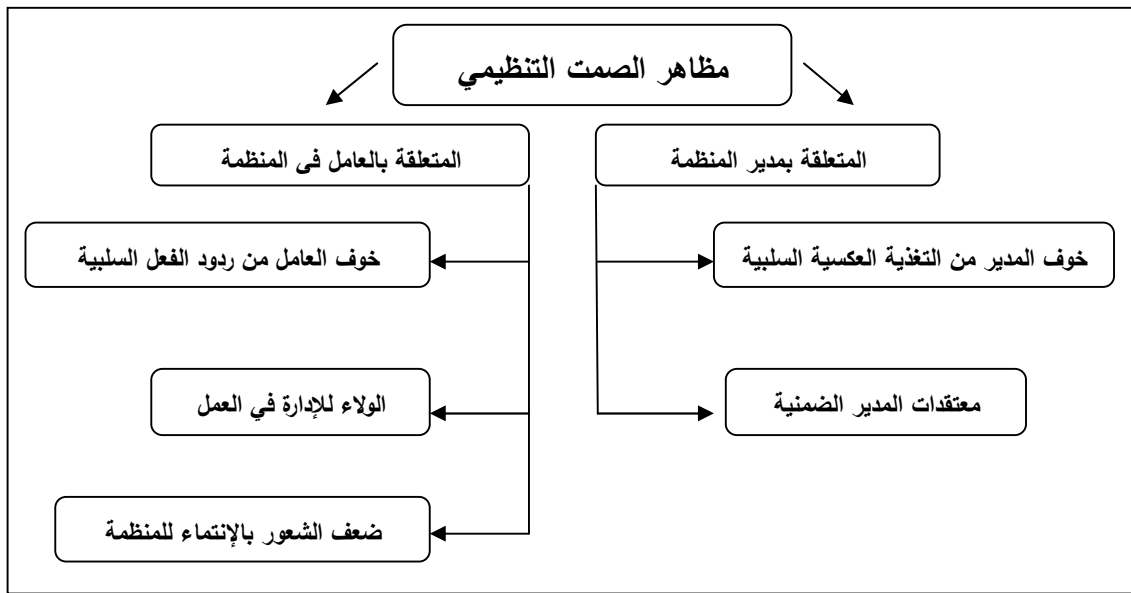 مظاهر الصمت التنظيمي
المتعلقة بمدير المنظمة
المتعلقة بالعامل فى المنظمة
خوف المدير من التغذية العكسية السلبية
خوف العامل من ردود الفعل السلبية
معتقدات المدير الضمنية
الولاء للإدارة في العمل
ضعف الشعور بالإنتماء للمنظمة